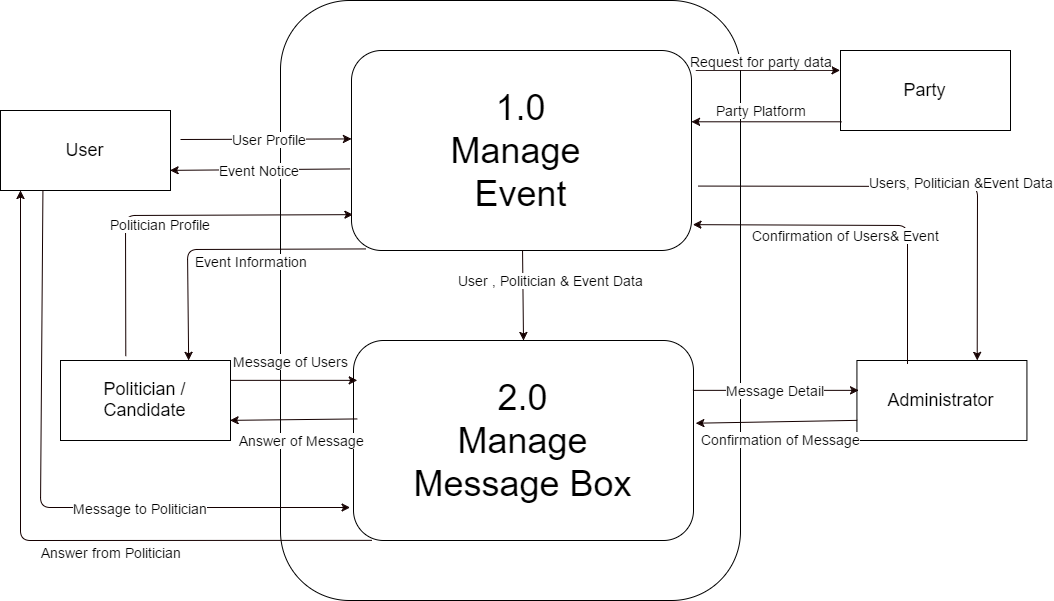 Request for party data
Party
1.0
Manage
Event
Party Platform
User
User Profile
Event Notice
Users, Politician &Event Data
Politician Profile
Confirmation of Users& Event
Event Information
User , Politician & Event Data
Message of Users
Politician /
Candidate
2.0
Manage
Message Box
Message Detail
Administrator
Answer of Message
Confirmation of Message
Message to Politician
Answer from Politician